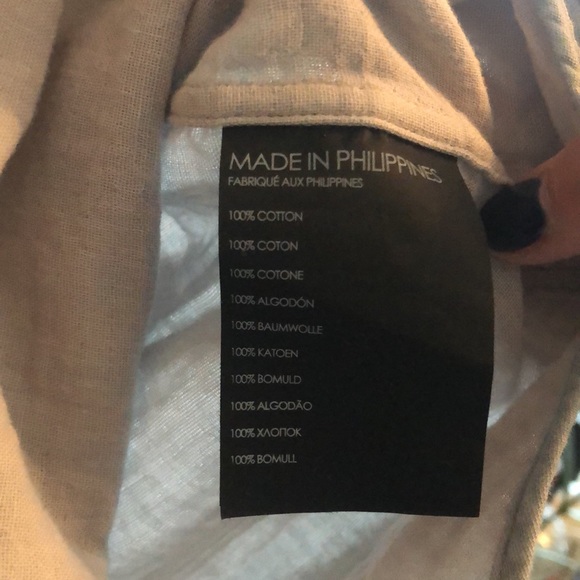 MADE IN PHILIPPINES
FABRIQUÉ AUX PHILIPPINES
100% COTTON
100% COTON
100% COTONE
100% ALGODÓN
100% BAUMWOLLE
100% KATOEN
100% BOMULD
100% ALGODÃO
100% ХЛОПОК
100% BOMULL